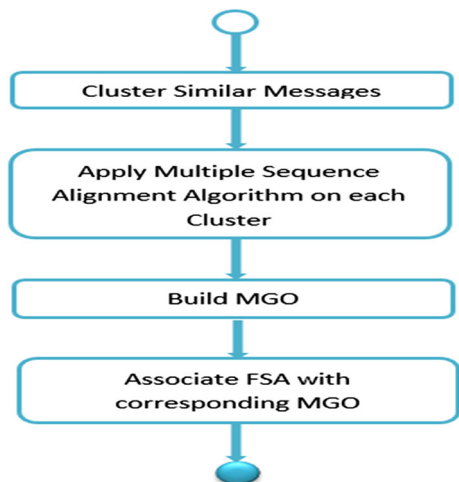 Cluster Similar Messages
Apply Multiple Sequence
Alignment Algorithm on each
Cluster
Build MGO
Associate FSA with
corresponding MGO